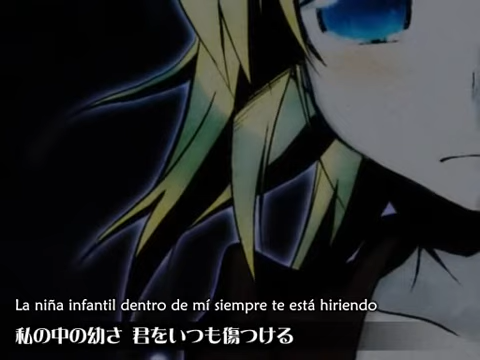 La niña infantil dentro de mí siempre te está hiriendo
私の中の幼さ 君をいつも傷つける